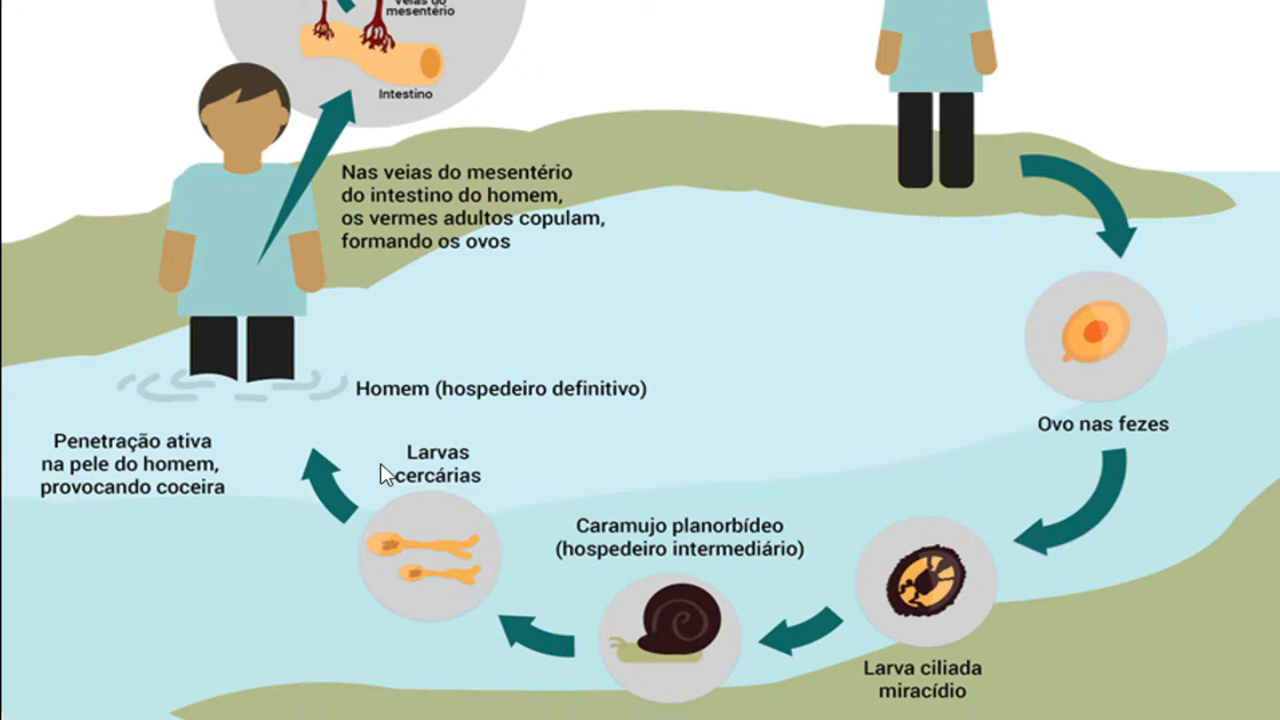 Veias do
mesentério
Intestino
Nas veias do mesentério
do intestino do homem,
os vermes adultos copulam,
formando os ovos
Homem (hospedeiro definitivo)
Ovo nas fezes
Penetração ativa
na pele do homem,
provocando coceira
Larvas
cercárias
Caramujo planorbídeo
(hospedeiro intermediário)
Larva ciliada
miracídio